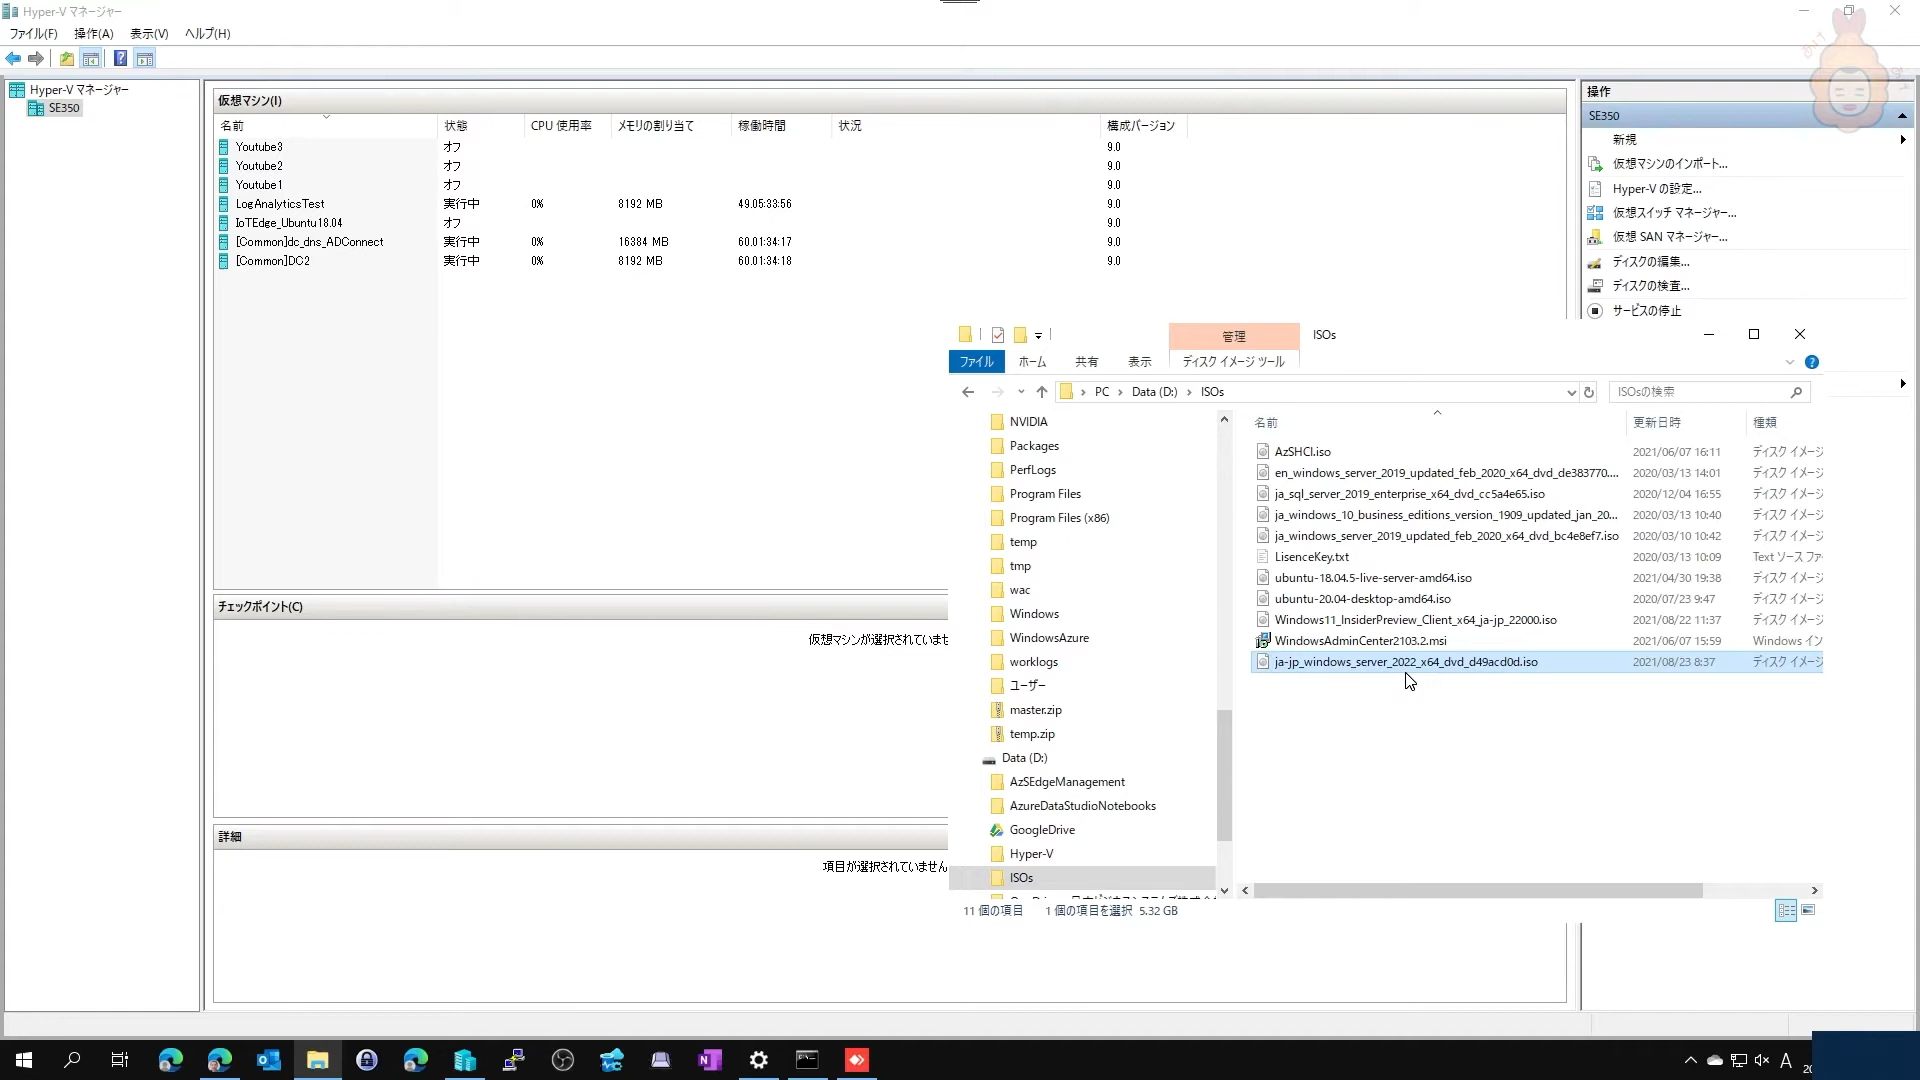 Hyper-V マネージャー
ファイル(F) 操作(A) 表示(V) ヘルプ(H)
Hyper-V マネージャー
SE350
仮想マシン(I)
名前 状態 CPU 使用率 メモリの割り当て 稼働時間 状況 構成バージョン
Youtube3 オフ 9.0
Youtube2 オフ 9.0
Youtube1 オフ 9.0
LogAnalyticsTest 実行中 0% 8192 MB 49.05:33:56 9.0
IoTEdge_Ubuntu18.04 オフ 9.0
[Common]dc_dns_ADConnect 実行中 0% 16384 MB 60.01:34:17 9.0
[Common]DC2 実行中 0% 8192 MB 60.01:34:18 9.0
チェックポイント(C)
仮想マシンが選択されていませ
詳細
項目が選択されていません
操作
SE350
新規
仮想マシンのインポート...
Hyper-V の設定...
仮想スイッチ マネージャー...
仮想 SAN マネージャー...
ディスクの編集...
ディスクの検査...
サービスの停止
管理 ISOs
ファイル ホーム 共有 表示 ディスク イメージ ツール
PC Data (D:) ISOs ISOsの検索
NVIDIA
Packages
PerfLogs
Program Files
Program Files (x86)
temp
tmp
wac
Windows
WindowsAzure
worklogs
ユーザー
master.zip
temp.zip
Data (D:)
AzSEdgeManagement
AzureDataStudioNotebooks
GoogleDrive
Hyper-V
ISOs
名前 更新日時 種類
AzSHCI.iso 2021/06/07 16:11 ディスク イメージ
en_windows_server_2019_updated_feb_2020_x64_dvd_de383770.... 2020/03/13 14:01 ディスク イメージ
ja_sql_server_2019_enterprise_x64_dvd_cc5a4e65.iso 2020/12/04 16:55 ディスク イメージ
ja_windows_10_business_editions_version_1909_updated_jan_20... 2020/03/13 10:40 ディスク イメージ
ja_windows_server_2019_updated_feb_2020_x64_dvd_bc4e8ef7.iso 2020/03/10 10:42 ディスク イメージ
LisenceKey.txt 2020/03/13 10:09 Text ソース ファ
ubuntu-18.04.5-live-server-amd64.iso 2021/04/30 19:38 ディスク イメージ
ubuntu-20.04-desktop-amd64.iso 2020/07/23 9:47 ディスク イメージ
Windows11_InsiderPreview_Client_x64_ja-jp_22000.iso 2021/08/22 11:37 ディスク イメージ
WindowsAdminCenter2103.2.msi 2021/06/07 15:59 Windows イン
ja-jp_windows_server_2022_x64_dvd_d49acd0d.iso 2021/08/23 8:37 ディスク イメージ
11 個の項目 1 個の項目を選択 5.32 GB
A